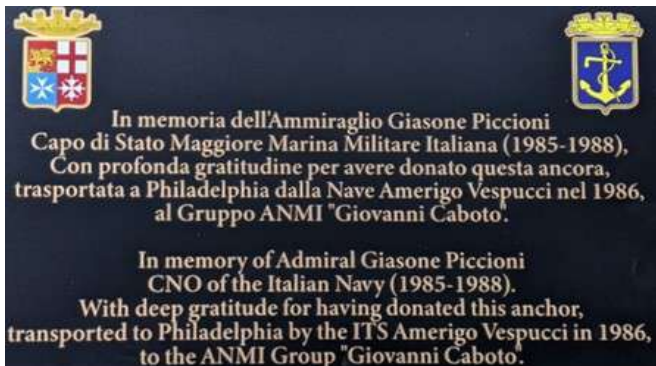 In memoria dell'Ammiraglio Giasone Piccioni
Capo di Stato Maggiore Marina Militare Italiana (1985-1988),
Con profonda gratitudine per avere donato questa ancora,
trasportata a Philadelphia dalla Nave Amerigo Vespucci nel 1986,
al Gruppo ANMI "Giovanni Caboto".
In memory of Admiral Giasone Piccioni
CNO of the Italian Navy (1985-1988).
With deep gratitude for having donated this anchor,
transported to Philadelphia by the ITS Amerigo Vespucci in 1986,
to the ANMI Group "Giovanni Caboto".